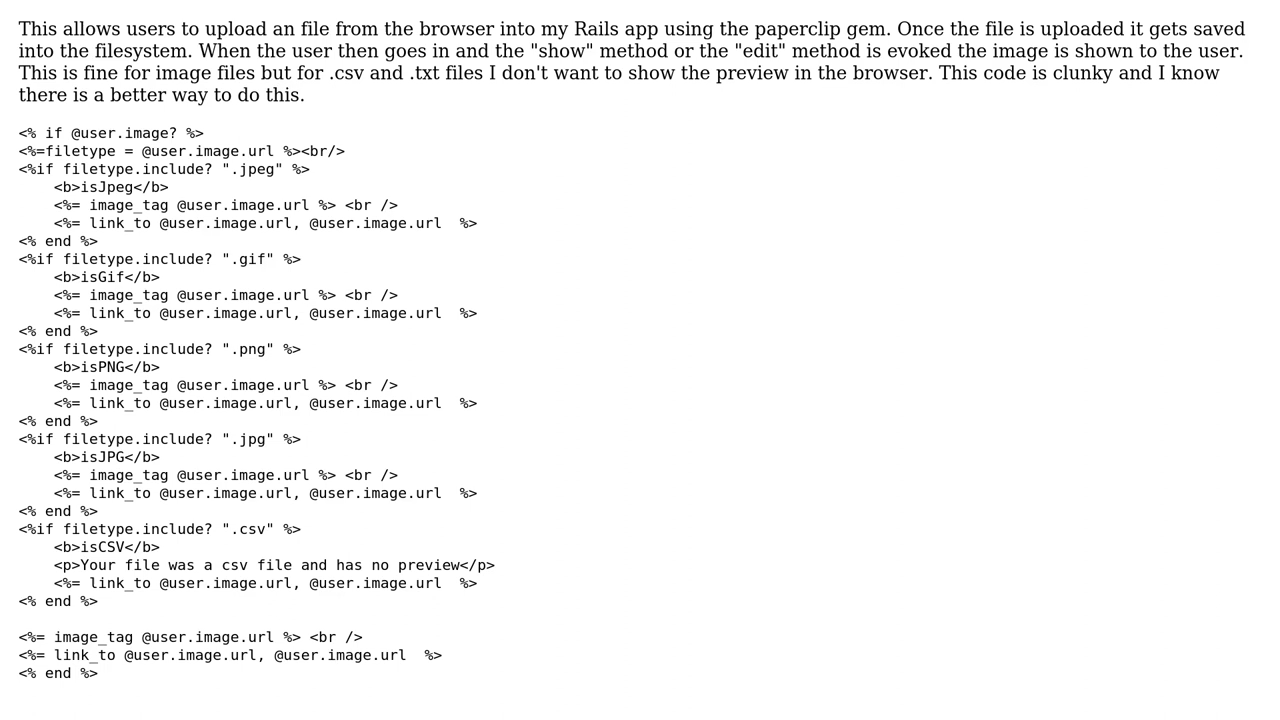 This allows users to upload an file from the browser into my Rails app using the paperclip gem. Once the file is uploaded it gets saved
into the filesystem. When the user then goes in and the "show" method or the "edit" method is evoked the image is shown to the user.
This is fine for image files but for .csv and .txt files I don't want to show the preview in the browser. This code is clunky and I know
there is a better way to do this.

<% if @user.image? %>
<%=filetype = @user.image.url %><br/>
<%if filetype.include? ".jpeg" %>
    <b>isJpeg</b>
    <%= image_tag @user.image.url %> <br />
    <%= link_to @user.image.url, @user.image.url  %>
<% end %>
<%if filetype.include? ".gif" %>
    <b>isGif</b>
    <%= image_tag @user.image.url %> <br />
    <%= link_to @user.image.url, @user.image.url  %>
<% end %>
<%if filetype.include? ".png" %>
    <b>isPNG</b>
    <%= image_tag @user.image.url %> <br />
    <%= link_to @user.image.url, @user.image.url  %>
<% end %>
<%if filetype.include? ".jpg" %>
    <b>isJPG</b>
    <%= image_tag @user.image.url %> <br />
    <%= link_to @user.image.url, @user.image.url  %>
<% end %>
<%if filetype.include? ".csv" %>
    <b>isCSV</b>
    <p>Your file was a csv file and has no preview</p>
    <%= link_to @user.image.url, @user.image.url  %>
<% end %>

<%= image_tag @user.image.url %> <br />
<%= link_to @user.image.url, @user.image.url  %>
<% end %>